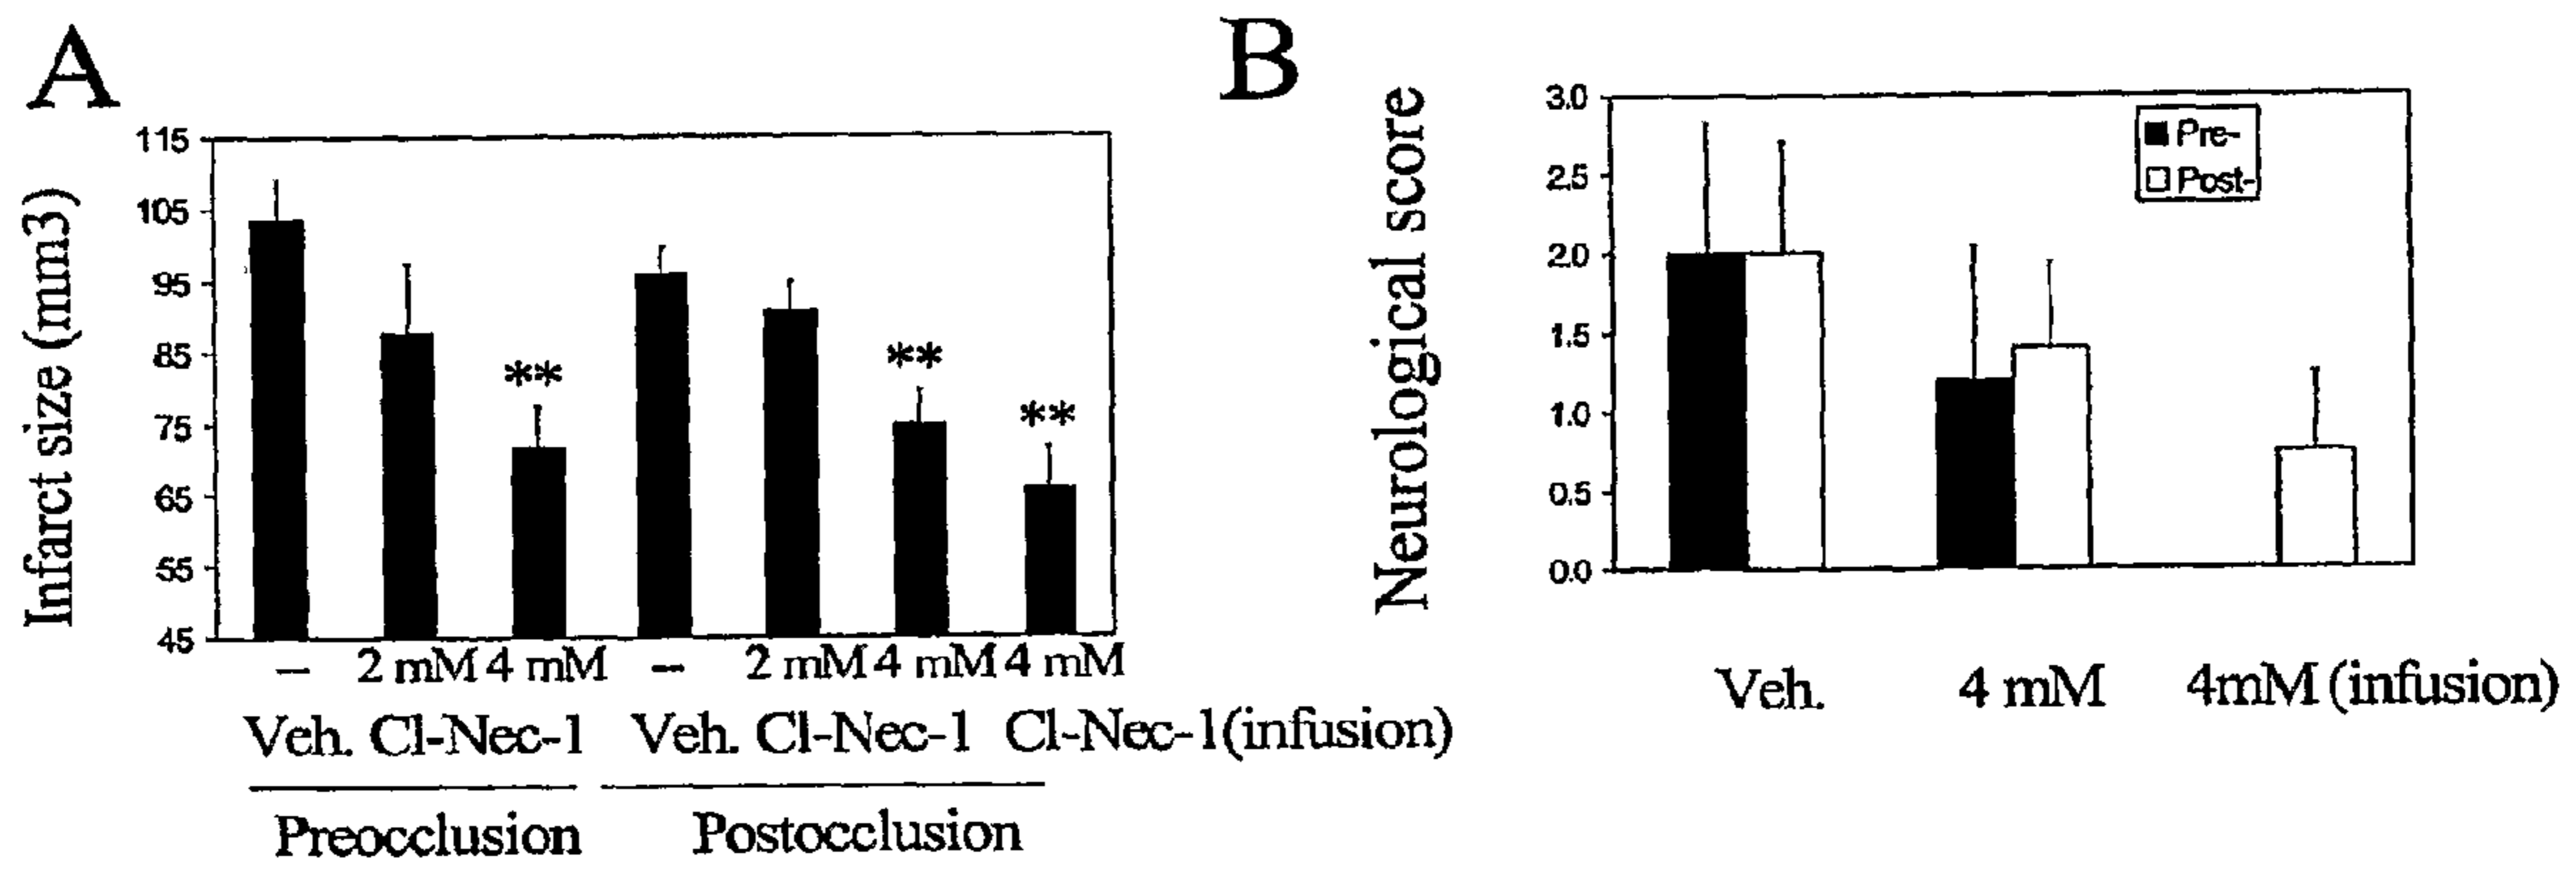 A
Infarct size (mm3)
115
105
95
85
75
65
55
45
**
**
**
-- 2 mM 4 mM -- 2 mM 4 mM 4 mM
Veh. Cl-Nec-1 Veh. Cl-Nec-1 Cl-Nec-1(infusion)
Preocclusion Postocclusion
B
Neurological score
3.0
2.5
2.0
1.5
1.0
0.5
0.0
Pre-
Post-
Veh. 4 mM 4mM (infusion)